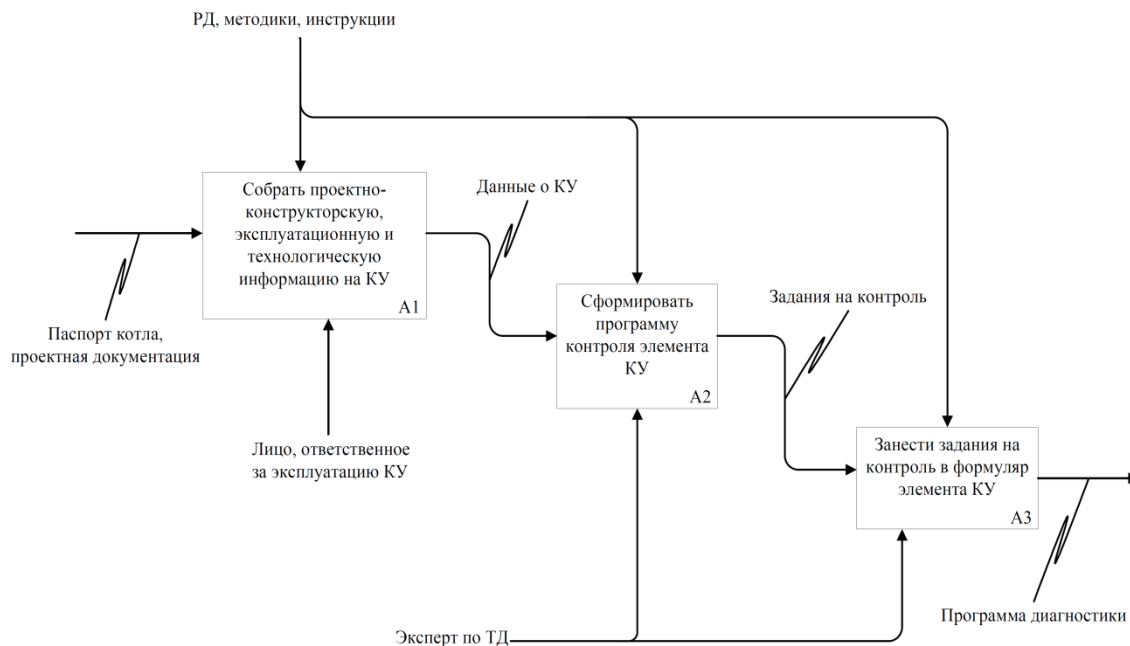 РД, методики, инструкции
Собрать проектно-
конструкторскую,
эксплуатационную и
технологическую
информацию на КУ
А1
Данные о КУ
Паспорт котла,
проектная документация
Лицо, ответственное
за эксплуатацию КУ
Сформировать
программу
контроля элемента
КУ
А2
Задания на контроль
Занести задания на
контроль в формуляр
элемента КУ
А3
Эксперт по ТД
Программа диагностики